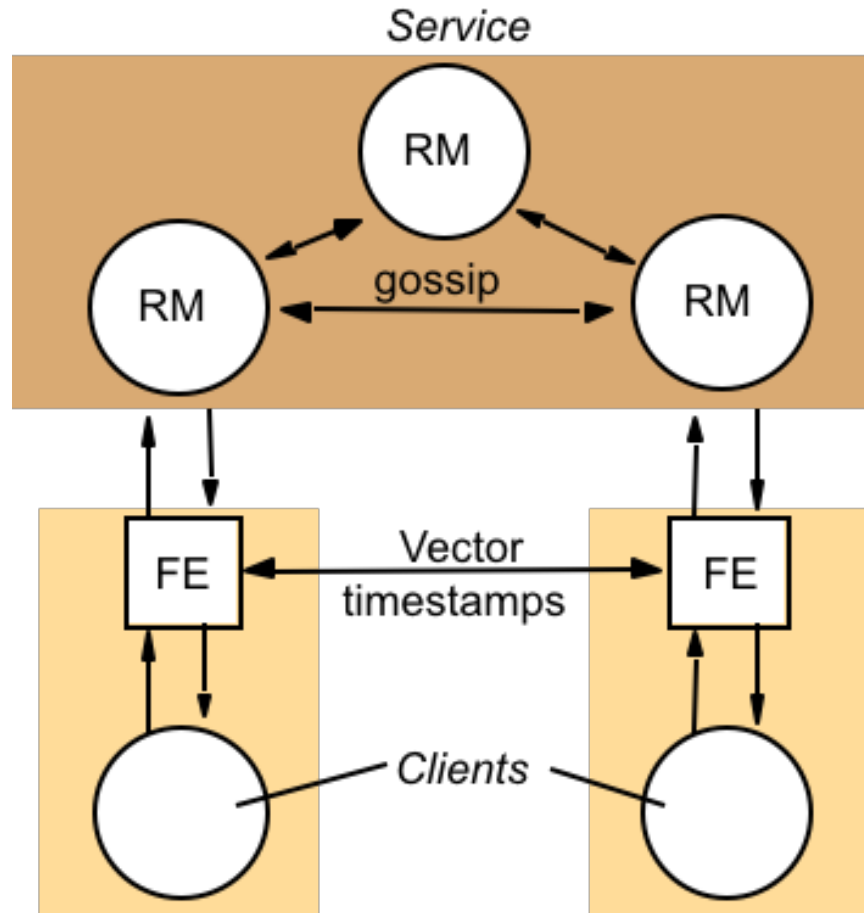 Service
RM
RM
gossip
RM
FE
Vector
timestamps
FE
Clients